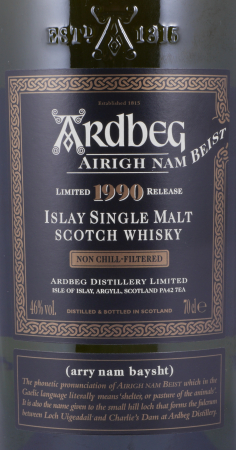 ESTD 1815
Established 1815
ARDBEG
AIRIGH NAM BEIST
LIMITED 1990 RELEASE
ISLAY SINGLE MALT
SCOTCH WHISKY
NON CHILL-FILTERED
ARDBEG DISTILLERY LIMITED
ISLE OF ISLAY, ARGYLL, SCOTLAND PA42 7EA
46% vol. DISTILLED & BOTTLED IN SCOTLAND 70 cl e
(arry nam baysht)
The phonetic pronunciation of AIRIGH NAM BEIST which in the
Gaelic language literally means 'shelter, or pasture of the animals'.
It is also the name given to the small hill loch that forms the fulcrum
between Loch Uigeadail and Charlie's Dam at Ardbeg Distillery.